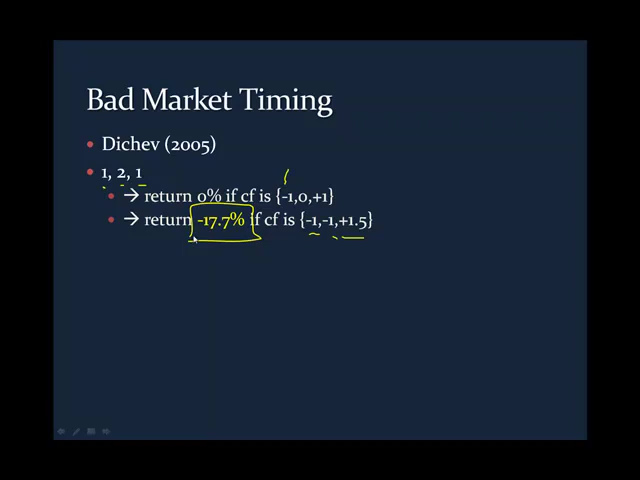 Bad Market Timing
• Dichev (2005)
• 1, 2, 1
• → return 0% if cf is {-1,0,+1}
• → return -17.7% if cf is {-1,-1,+1.5}